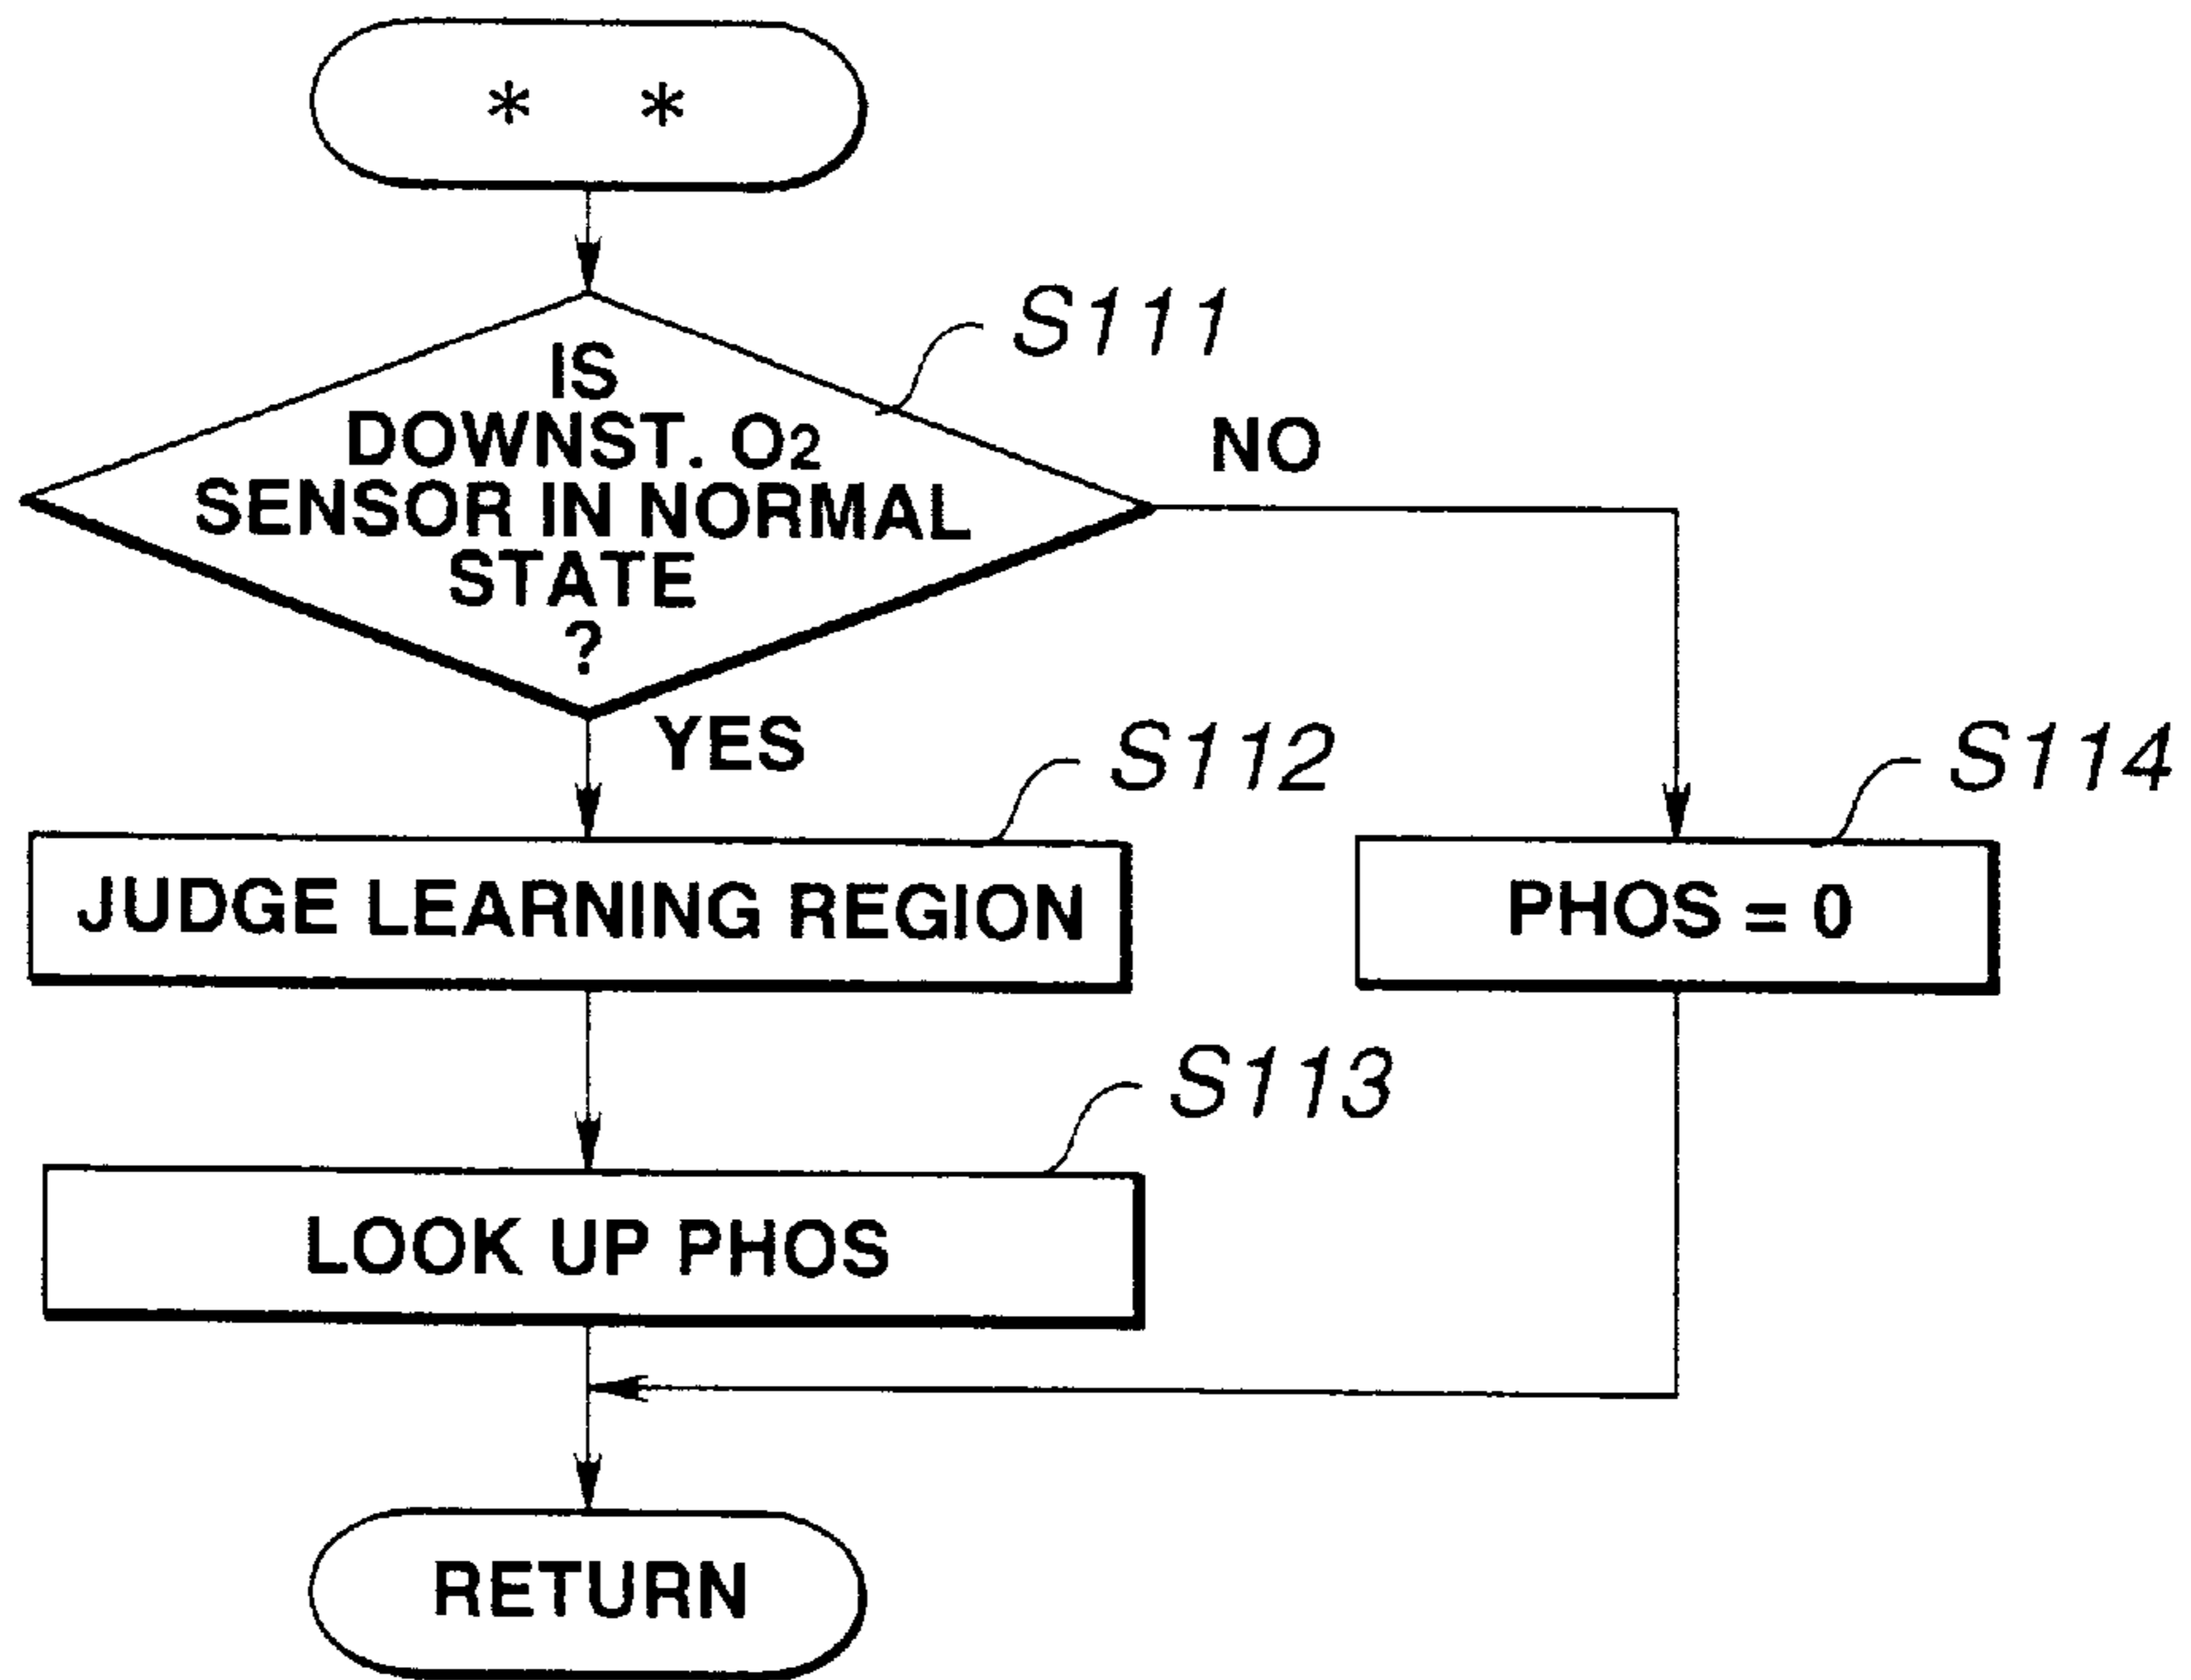 * *
S111
IS
DOWNST. O2
SENSOR IN NORMAL
STATE
?
NO
YES
S112
JUDGE LEARNING REGION
S114
PHOS = 0
S113
LOOK UP PHOS
RETURN